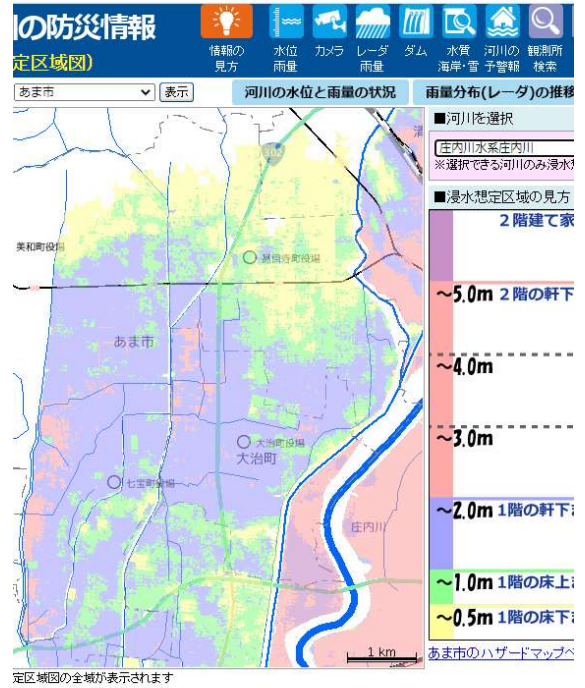 の防災情報
定区域図)
情報の
見方
水位
雨量
カメラ
レーダ
雨量
ダム
水質
海岸・雪
河川の
予警報
観測所
検索
あま市
表示
河川の水位と雨量の状況
雨量分布(レーダ)の推移
■河川を選択
庄内川水系庄内川
※選択できる河川のみ浸水想
■浸水想定区域の見方
2階建て家
~5.0m 2階の軒下
~4.0m
~3.0m
~2.0m 1階の軒下ま
~1.0m 1階の床上ま
~0.5m 1階の床下ま
あま市のハザードマップペ
302
清
美和町役場
甚目寺町役場
あま市
大治町役場
大治町
七宝町役場
庄内川
1 km
定区域図の全域が表示されます